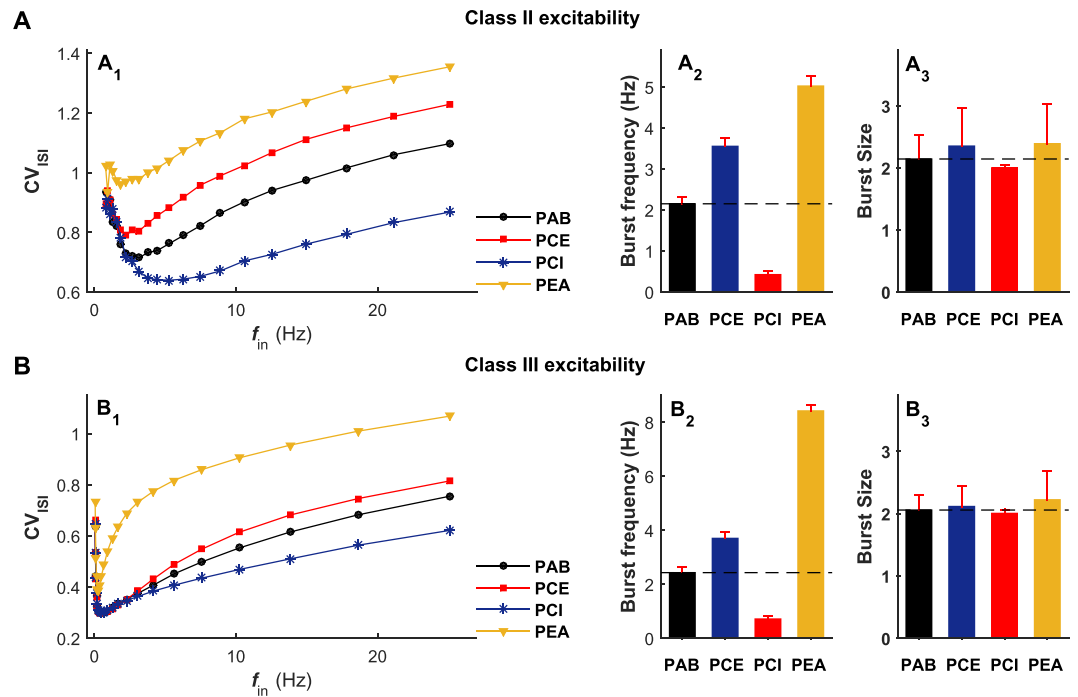 A
Class II excitability
A1
CV_ISI
1.4
1.2
1
0.8
0.6
0
10
20
f_in (Hz)
PAB
PCE
PCI
PEA
A2
Burst frequency (Hz)
5
4
3
2
1
0
PAB PCE PCI PEA
A3
Burst Size
3
2
1
0
PAB PCE PCI PEA
B
Class III excitability
B1
CV_ISI
1
0.8
0.6
0.4
0.2
0
10
20
f_in (Hz)
PAB
PCE
PCI
PEA
B2
Burst frequency (Hz)
8
6
4
2
0
PAB PCE PCI PEA
B3
Burst Size
3
2
1
0
PAB PCE PCI PEA